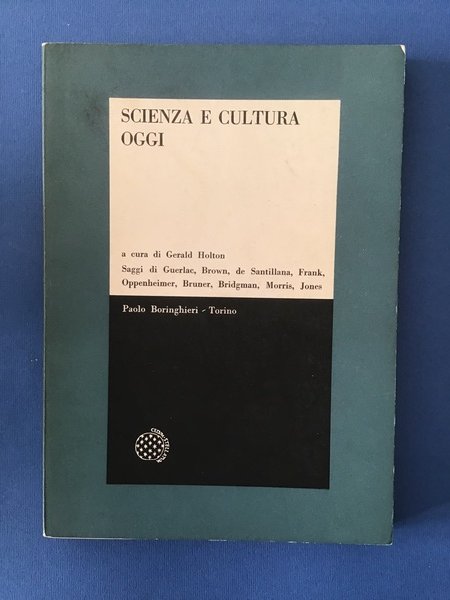 SCIENZA E CULTURA
OGGI
a cura di Gerald Holton
Saggi di Guerlac, Brown, de Santillana, Frank,
Oppenheimer, Bruner, Bridgman, Morris, Jones
Paolo Boringhieri - Torino